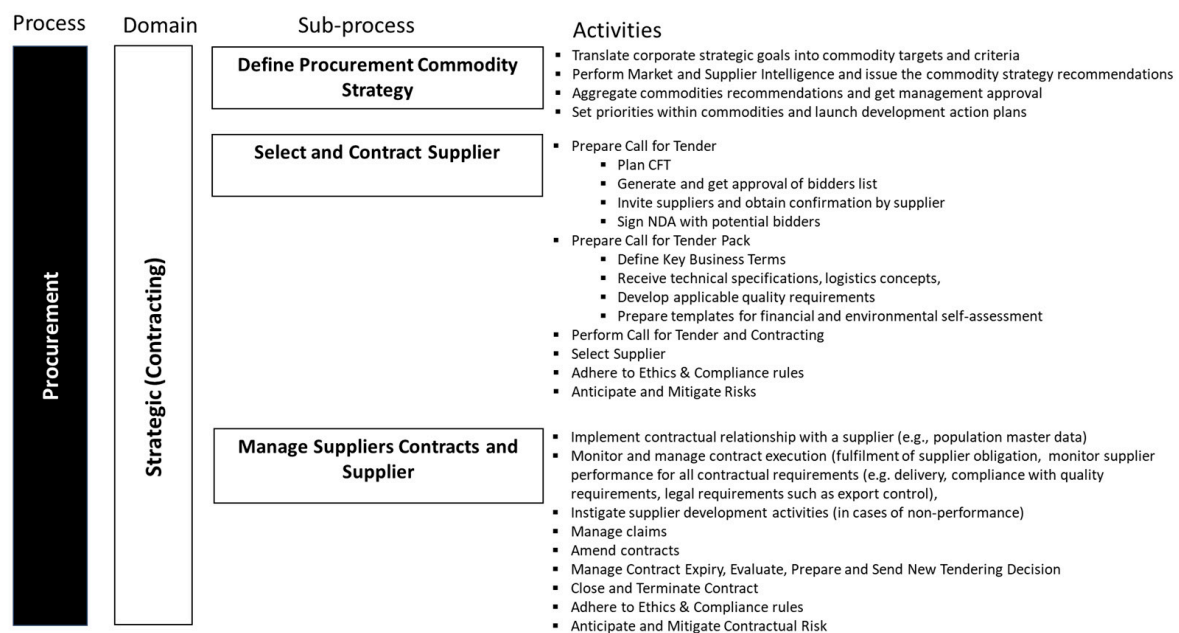 Process Domain Sub-process Activities
Procurement
Strategic (Contracting)
Define Procurement Commodity
Strategy
▪ Translate corporate strategic goals into commodity targets and criteria
▪ Perform Market and Supplier Intelligence and issue the commodity strategy recommendations
▪ Aggregate commodities recommendations and get management approval
▪ Set priorities within commodities and launch development action plans
Select and Contract Supplier
▪ Prepare Call for Tender
▪ Plan CFT
▪ Generate and get approval of bidders list
▪ Invite suppliers and obtain confirmation by supplier
▪ Sign NDA with potential bidders
▪ Prepare Call for Tender Pack
▪ Define Key Business Terms
▪ Receive technical specifications, logistics concepts,
▪ Develop applicable quality requirements
▪ Prepare templates for financial and environmental self-assessment
▪ Perform Call for Tender and Contracting
▪ Select Supplier
▪ Adhere to Ethics & Compliance rules
▪ Anticipate and Mitigate Risks
Manage Suppliers Contracts and
Supplier
▪ Implement contractual relationship with a supplier (e.g., population master data)
▪ Monitor and manage contract execution (fulfilment of supplier obligation, monitor supplier
performance for all contractual requirements (e.g. delivery, compliance with quality
requirements, legal requirements such as export control),
▪ Instigate supplier development activities (in cases of non-performance)
▪ Manage claims
▪ Amend contracts
▪ Manage Contract Expiry, Evaluate, Prepare and Send New Tendering Decision
▪ Close and Terminate Contract
▪ Adhere to Ethics & Compliance rules
▪ Anticipate and Mitigate Contractual Risk